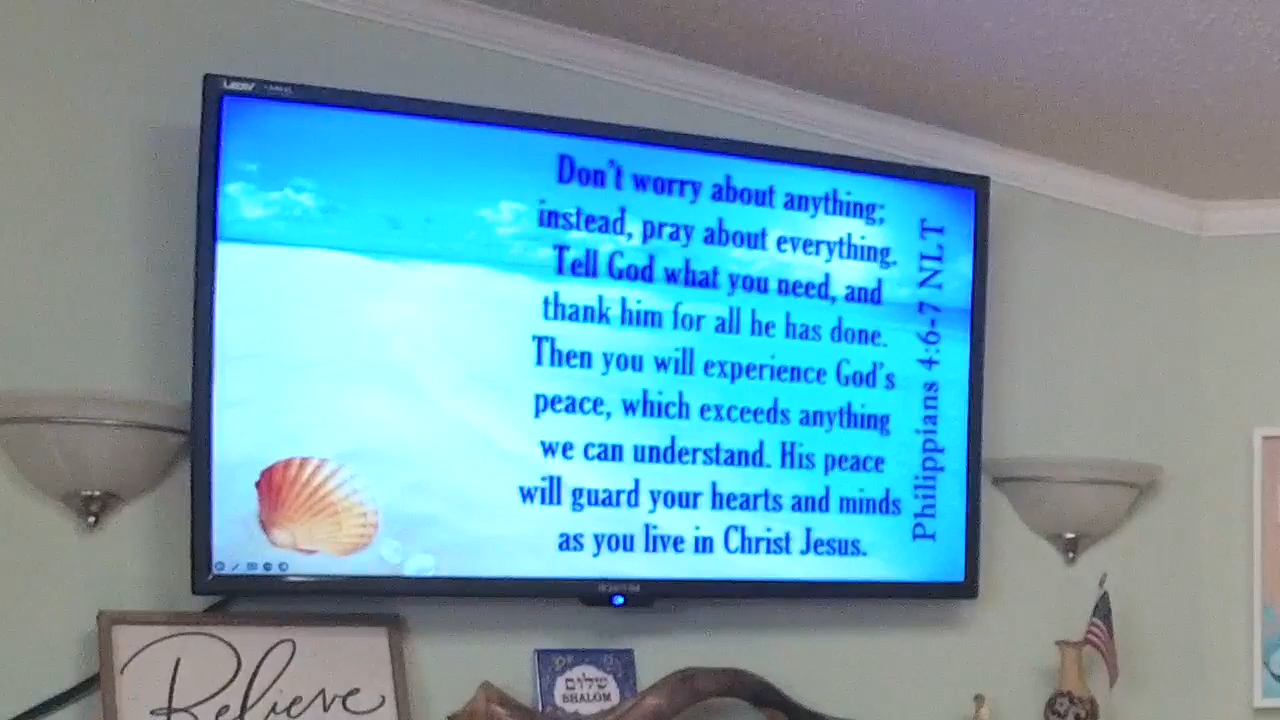 Don't worry about anything;
instead, pray about everything.
Tell God what you need, and
thank him for all he has done.
Then you will experience God's
peace, which exceeds anything
we can understand. His peace
will guard your hearts and minds
as you live in Christ Jesus.
Philippians 4:6-7 NLT
Believe
שלום
SHALOM